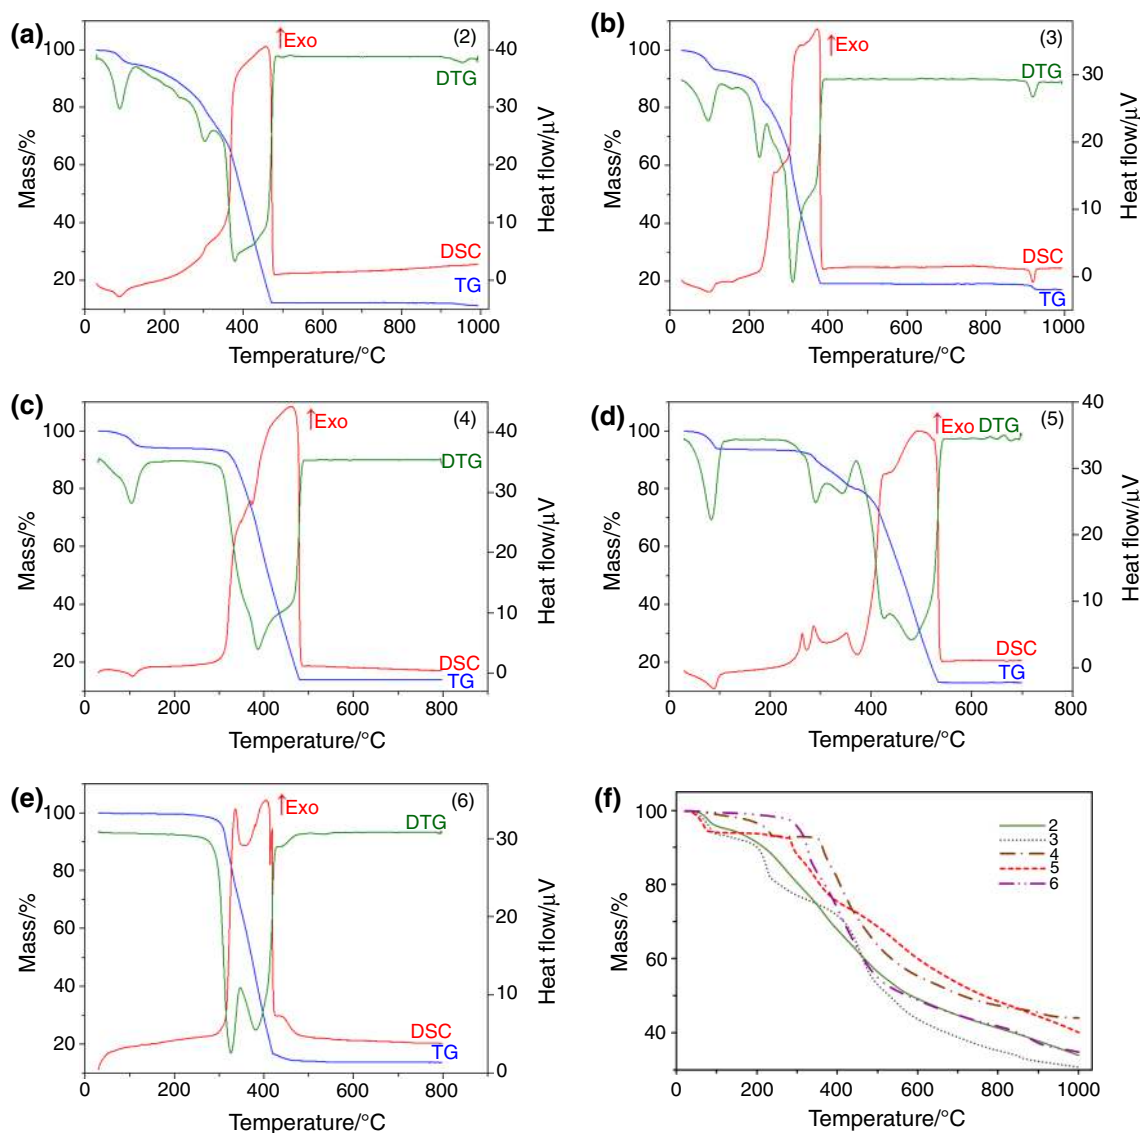 (a)
(2)
↑Exo
DTG
DSC
TG
100
80
60
40
20
40
30
20
10
0
Mass/%
Heat flow/µV
0
200
400
600
800
1000
Temperature/°C
(b)
(3)
↑Exo
DTG
DSC
TG
100
80
60
40
20
30
20
10
0
Mass/%
Heat flow/µV
0
200
400
600
800
1000
Temperature/°C
(c)
(4)
↑Exo
DTG
DSC
TG
100
80
60
40
20
40
30
20
10
0
Mass/%
Heat flow/µV
0
200
400
600
800
Temperature/°C
(d)
(5)
↑Exo
DTG
DSC
TG
100
80
60
40
20
40
30
20
10
0
Mass/%
Heat flow/µV
0
200
400
600
800
Temperature/°C
(e)
(6)
↑Exo
DTG
DSC
TG
100
80
60
40
20
30
20
10
0
Mass/%
Heat flow/µV
0
200
400
600
800
Temperature/°C
(f)
2
3
4
5
6
100
80
60
40
Mass/%
0
200
400
600
800
1000
Temperature/°C